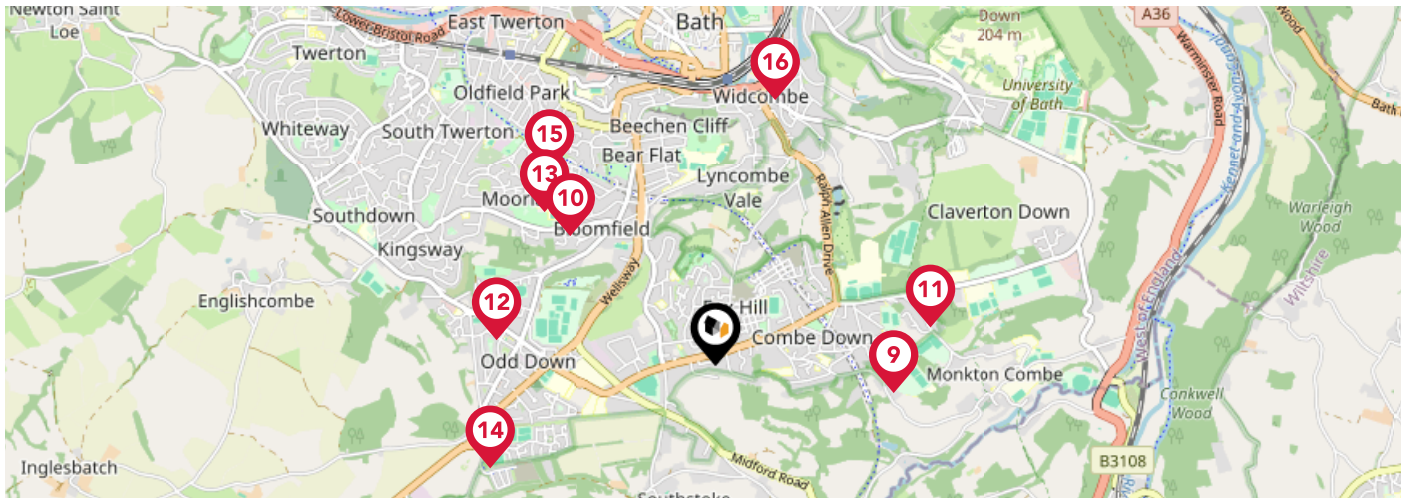 Newton Saint
Loe
Lower-Bristol Road
East Twerton
Bath
Down
204 m
A36
Wood
Twerton
16
Warminster Road
University
of Bath
Kennet-and-Avon
Bath
Oldfield Park
Widcombe
Whiteway
South Twerton
15
Beechen Cliff
Bear Flat
13
Lyncombe
Vale
10
Ralph Allen Drive
Southdown
Bloomfield
Claverton Down
Warleigh
Wood
Kingsway
Wellsway
Wiltshire
West of England
Englishcombe
12
11
Combe Down
9
Odd Down
Monkton Combe
Conkwell
Wood
14
Midford Road
Inglesbatch
B3108